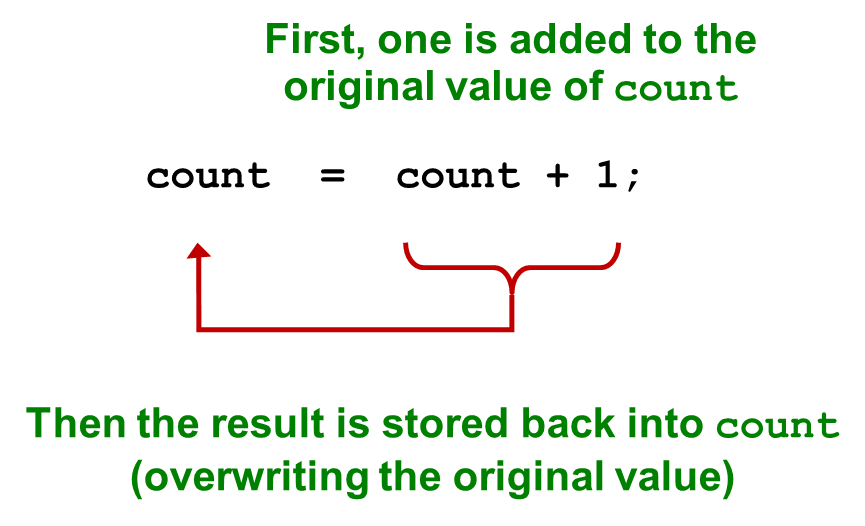 First, one is added to the
original value of count
count = count + 1;
Then the result is stored back into count
(overwriting the original value)